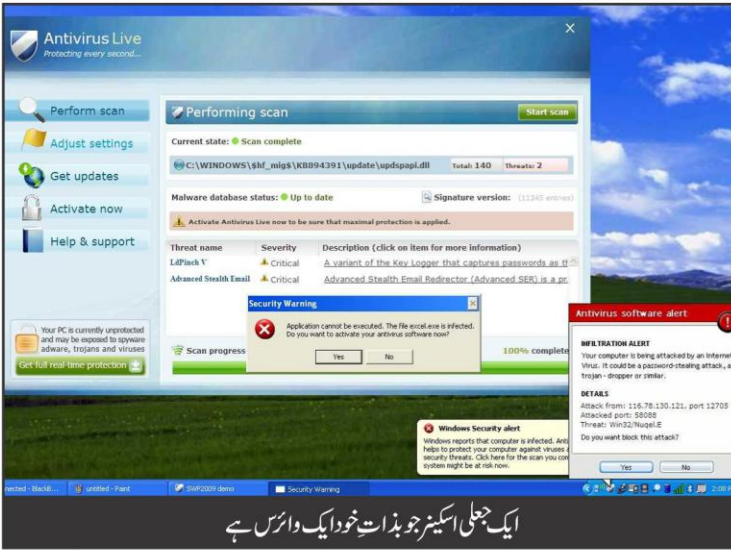 Antivirus Live
Protecting every second...
Perform scan
Adjust settings
Get updates
Activate now
Help & support
Your PC is currently unprotected
and may be exposed to spyware
adware, trojans and viruses
Get full real-time protection
Performing scan
Start scan
Current state: Scan complete
C:\WINDOWS\$hf_mig$\KB894391\update\updspapi.dll Total: 140 Threats: 2
Malware database status: Up to date Signature version: (11245 entries)
Activate Antivirus Live now to be sure that maximal protection is applied.
Threat name Severity Description (click on item for more information)
LdPinch V Critical A variant of the Key Logger that captures passwords as th
Advanced Stealth Email Critical Advanced Stealth Email Redirector (Advanced SER) is a pr
Security Warning
Application cannot be executed. The file excel.exe is infected.
Do you want to activate your antivirus software now?
Yes No
Scan progress 100% complete
Antivirus software alert
INFILTRATION ALERT
Your computer is being attacked by an Internet
Virus. It could be a password-stealing attack, a
trojan - dropper or similar.
DETAILS
Attack from: 116.78.130.121, port 12705
Attacked port: 58088
Threat: Win32/Nuqel.E
Do you want block this attack?
Yes No
Windows Security alert
Windows reports that computer is infected. Anti
helps to protect your computer against viruses a
security threats. Click here for the scan you com
system might be at risk now.
nected - BlackB... untitled - Paint SWP2009 demo Security Warning 2:08 P
ایک جعلی اسکینر جو بذاتِ خود ایک وائرس ہے